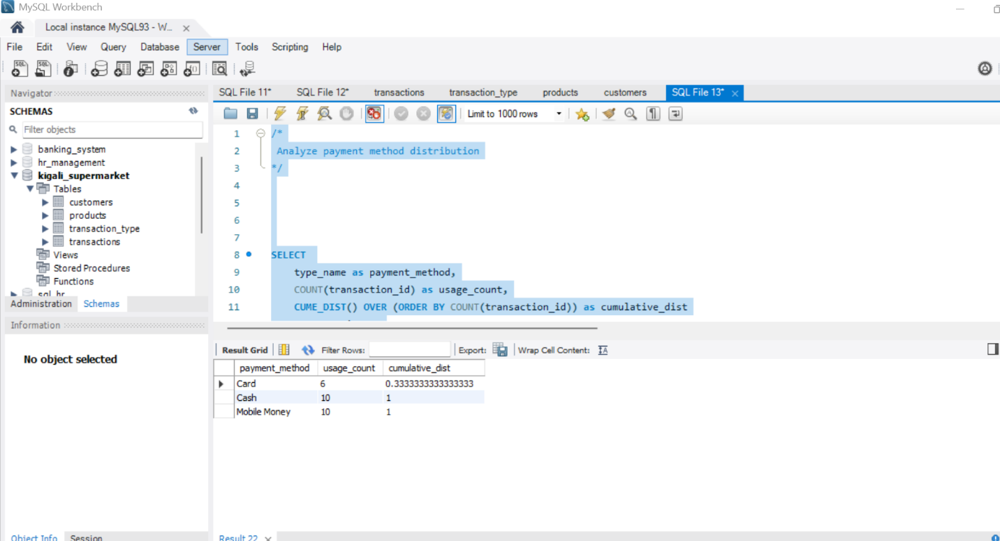 MySQL Workbench
Local instance MySQL93 - W...
File Edit View Query Database Server Tools Scripting Help
Navigator
SCHEMAS
Filter objects
banking_system
hr_management
kigali_supermarket
Tables
customers
products
transaction_type
transactions
Views
Stored Procedures
Functions
sql_hr
Administration Schemas
Information
No object selected
Object Info Session
SQL File 11* SQL File 12* transactions transaction_type products customers SQL File 13*
Limit to 1000 rows
1 /*
2 Analyze payment method distribution
3 */
4
5
6
7
8 SELECT
9 type_name as payment_method,
10 COUNT(transaction_id) as usage_count,
11 CUME_DIST() OVER (ORDER BY COUNT(transaction_id)) as cumulative_dist
Result Grid Filter Rows: Export: Wrap Cell Content:
payment_method usage_count cumulative_dist
Card 6 0.3333333333333333
Cash 10 1
Mobile Money 10 1
Result 22